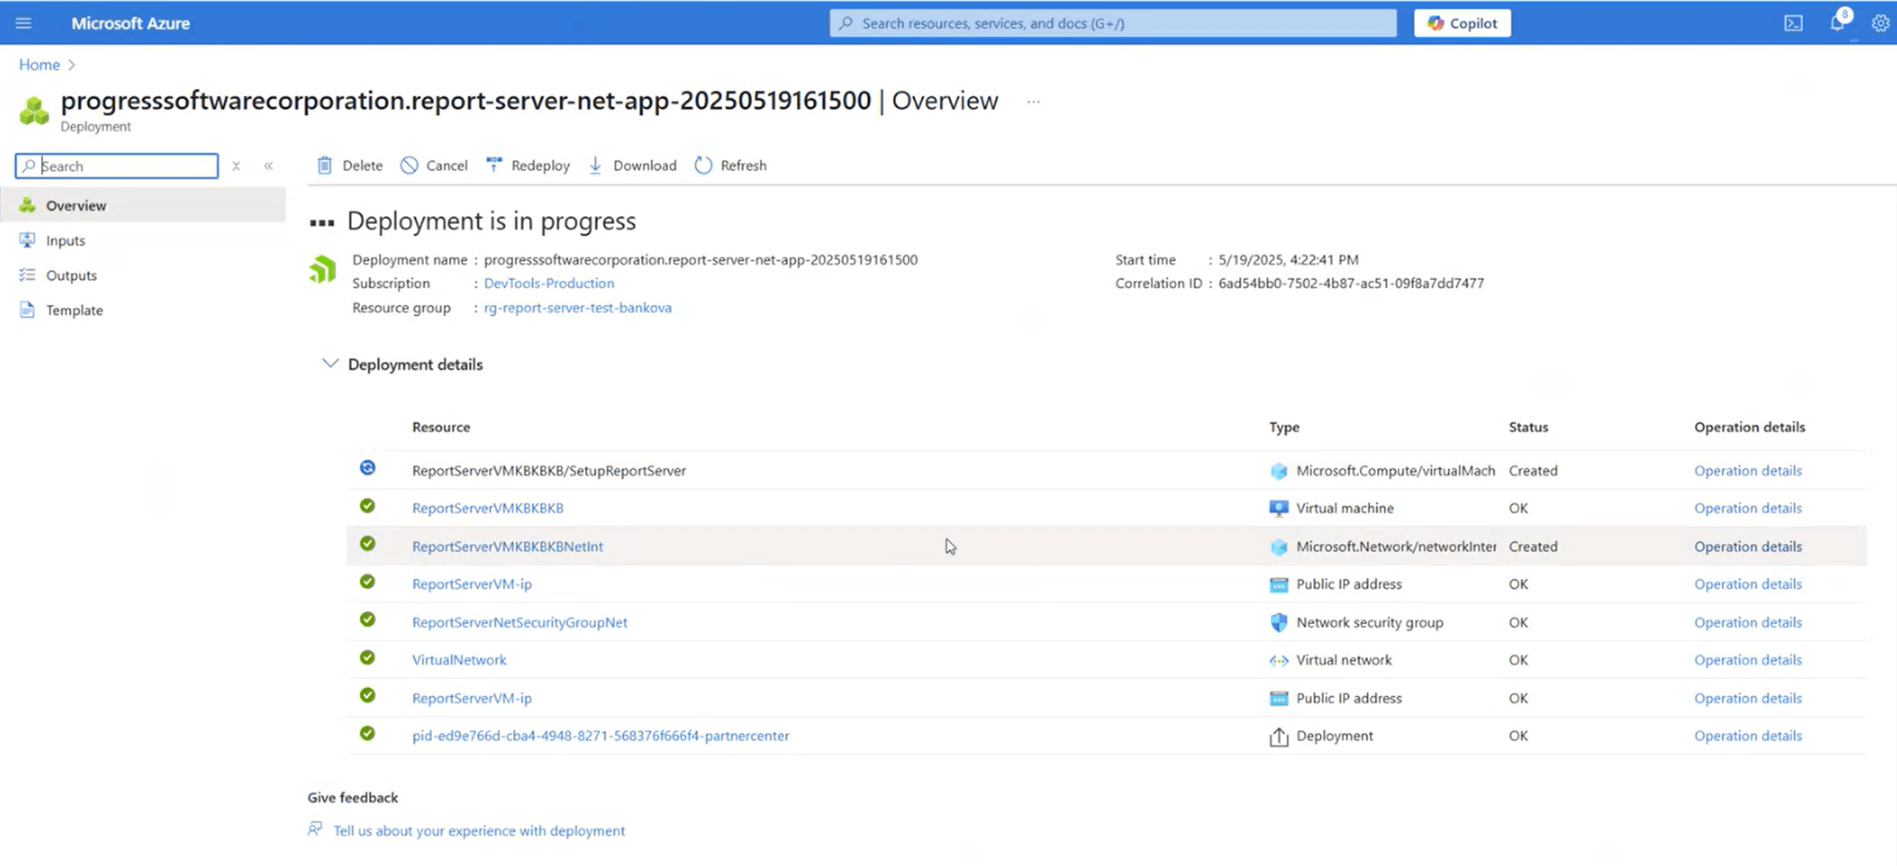 Microsoft Azure
Search resources, services, and docs (G+/)
Copilot
8
Home >
progresssoftwarecorporation.report-server-net-app-20250519161500 | Overview ...
Deployment
Search
Delete Cancel Redeploy Download Refresh
Overview
Inputs
Outputs
Template
Deployment is in progress
Deployment name : progresssoftwarecorporation.report-server-net-app-20250519161500
Subscription : DevTools-Production
Resource group : rg-report-server-test-bankova
Start time : 5/19/2025, 4:22:41 PM
Correlation ID : 6ad54bb0-7502-4b87-ac51-09f8a7dd7477
Deployment details
Resource Type Status Operation details
ReportServerVMKBKBKB/SetupReportServer Microsoft.Compute/virtualMach Created Operation details
ReportServerVMKBKBKB Virtual machine OK Operation details
ReportServerVMKBKBKBNetInt Microsoft.Network/networkInter Created Operation details
ReportServerVM-ip Public IP address OK Operation details
ReportServerNetSecurityGroupNet Network security group OK Operation details
VirtualNetwork Virtual network OK Operation details
ReportServerVM-ip Public IP address OK Operation details
pid-ed9e766d-cba4-4948-8271-568376f666f4-partnercenter Deployment OK Operation details
Give feedback
Tell us about your experience with deployment